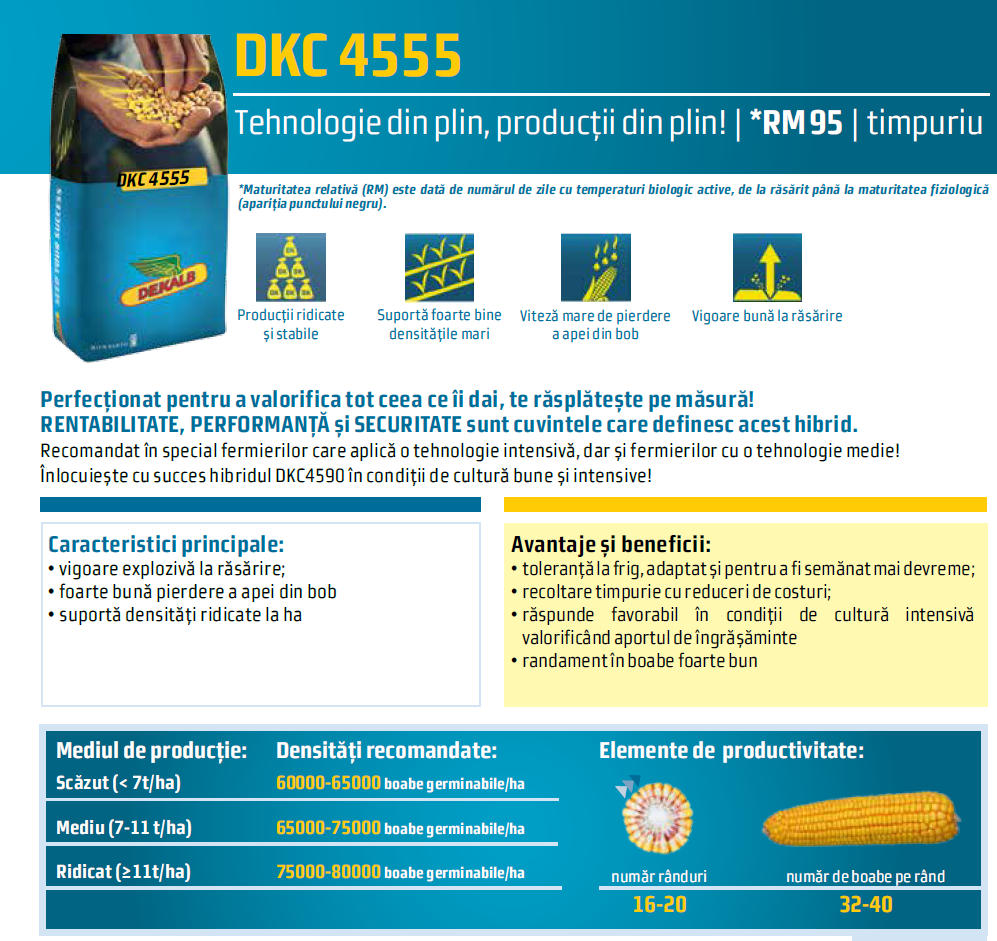 DKC 4555
Tehnologie din plin, producții din plin! | *RM 95 | timpuriu
DKC 4555
SEED YOUR SUCCESS
DEKALB
MONSANTO
*Maturitatea relativă (RM) este dată de numărul de zile cu temperaturi biologic active, de la răsărit până la maturitatea fiziologică
(apariția punctului negru).
DK
DK DK
DK DK DK
Producții ridicate
și stabile
Suportă foarte bine
densitățile mari
Viteză mare de pierdere
a apei din bob
Vigoare bună la răsărire
Perfecționat pentru a valorifica tot ceea ce îi dai, te răsplătește pe măsură!
RENTABILITATE, PERFORMANȚĂ și SECURITATE sunt cuvintele care definesc acest hibrid.
Recomandat în special fermierilor care aplică o tehnologie intensivă, dar și fermierilor cu o tehnologie medie!
Înlocuiește cu succes hibridul DKC4590 în condiții de cultură bune și intensive!
Caracteristici principale:
• vigoare explozivă la răsărire;
• foarte bună pierdere a apei din bob
• suportă densități ridicate la ha
Avantaje și beneficii:
• toleranță la frig, adaptat și pentru a fi semănat mai devreme;
• recoltare timpurie cu reduceri de costuri;
• răspunde favorabil în condiții de cultură intensivă
valorificând aportul de îngrășăminte
• randament în boabe foarte bun
Mediul de producție: Densități recomandate:
Scăzut (< 7t/ha) 60000-65000 boabe germinabile/ha
Mediu (7-11 t/ha) 65000-75000 boabe germinabile/ha
Ridicat (≥11t/ha) 75000-80000 boabe germinabile/ha
Elemente de productivitate:
număr rânduri număr de boabe pe rând
16-20 32-40